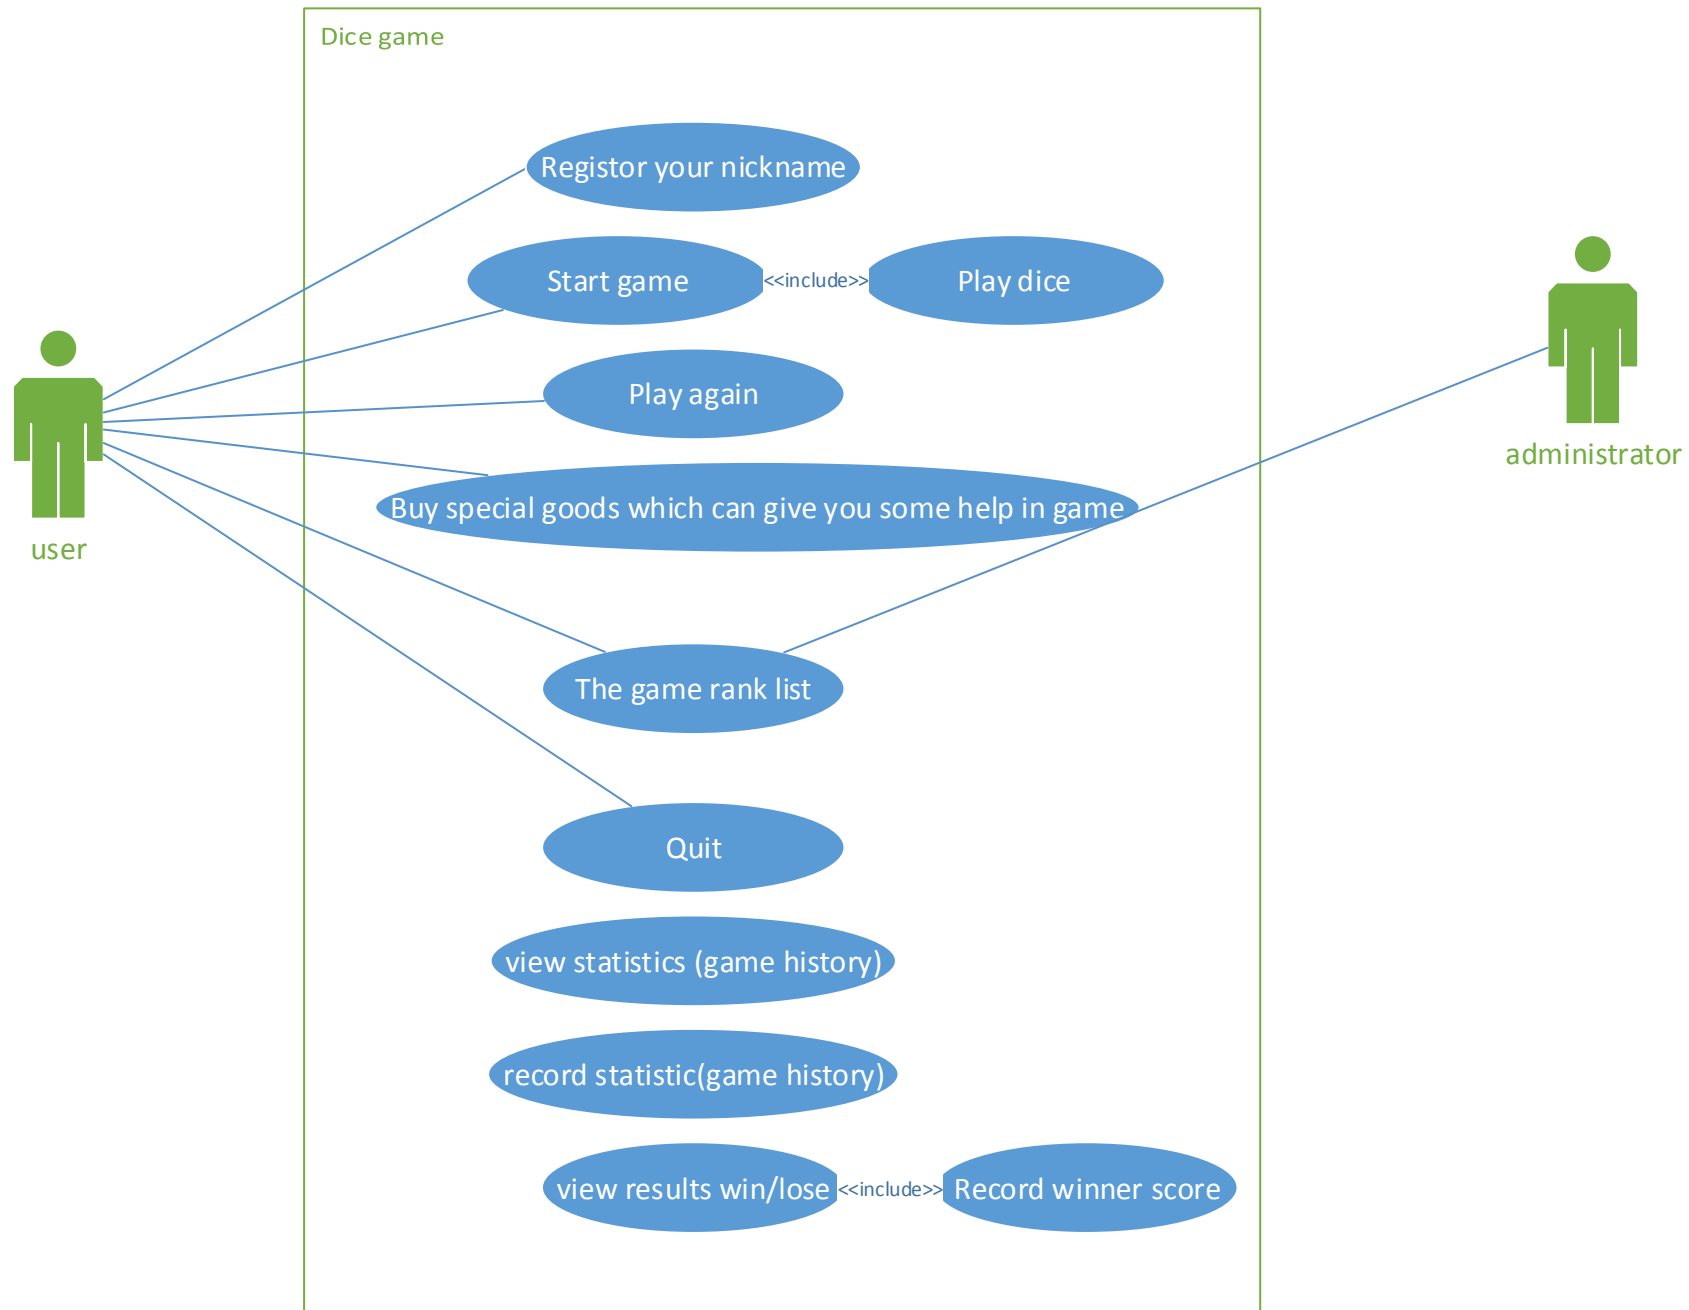 Dice game
Registor your nickname
Start game
<<include>>
Play dice
Play again
Buy special goods which can give you some help in game
user
administrator
The game rank list
Quit
view statistics (game history)
record statistic(game history)
view results win/lose
<<include>>
Record winner score